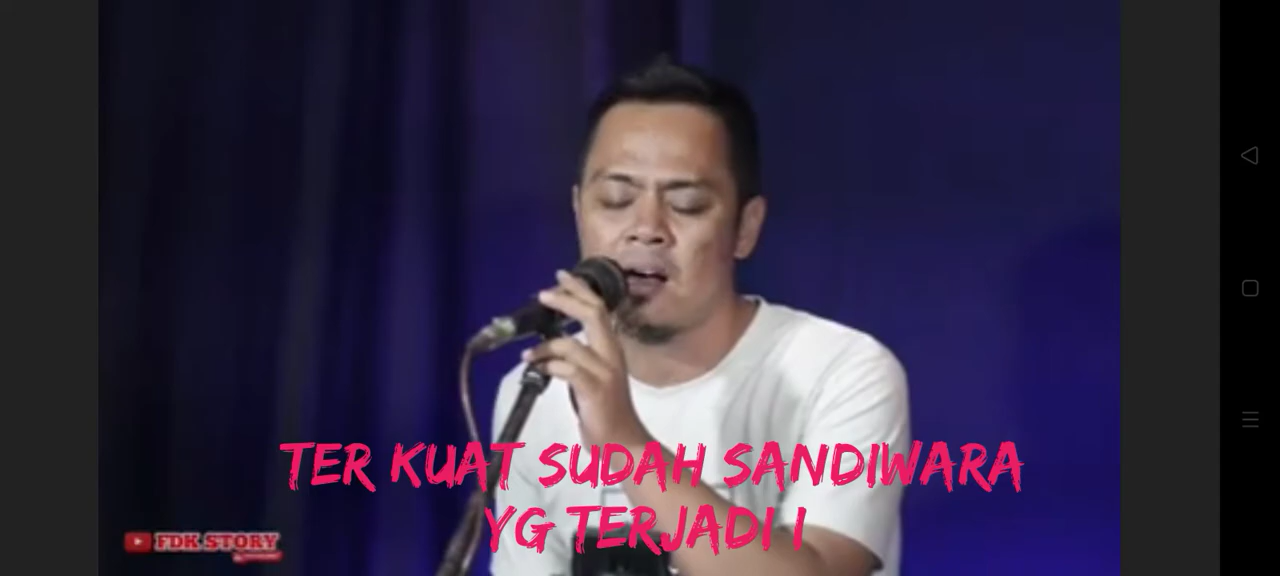 TER KUAT SUDAH SANDIWARA
YG TERJADI I
FDK STORY